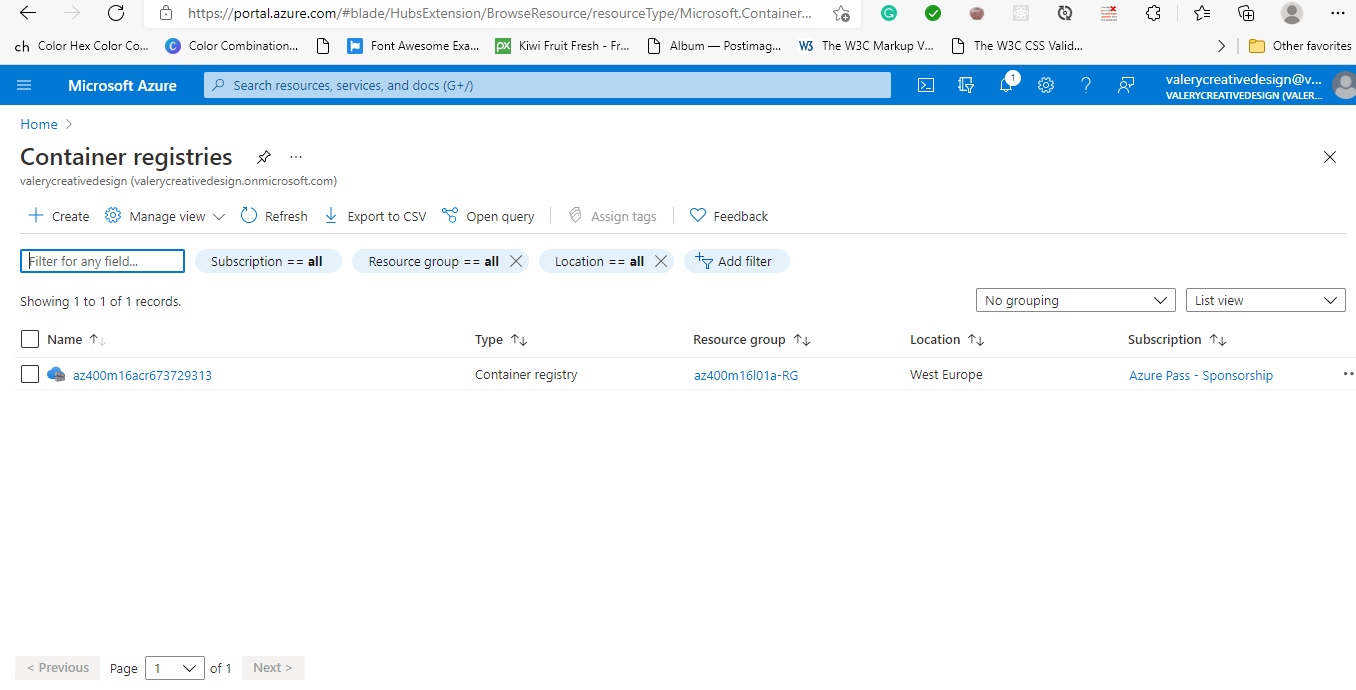 https://portal.azure.com/#blade/HubsExtension/BrowseResource/resourceType/Microsoft.Container...
ch Color Hex Color Co... C Color Combination... Font Awesome Exa... px Kiwi Fruit Fresh - Fr... Album — Postimag... W3 The W3C Markup V... The W3C CSS Valid... Other favorites
Microsoft Azure Search resources, services, and docs (G+/) 1 valerycreativedesign@v...
VALERYCREATIVEDESIGN (VALER...
Home >
Container registries ...
valerycreativedesign (valerycreativedesign.onmicrosoft.com)
Create Manage view Refresh Export to CSV Open query Assign tags Feedback
Filter for any field... Subscription == all Resource group == all Location == all Add filter
Showing 1 to 1 of 1 records. No grouping List view
Name Type Resource group Location Subscription
az400m16acr673729313 Container registry az400m16l01a-RG West Europe Azure Pass - Sponsorship
< Previous Page 1 of 1 Next >